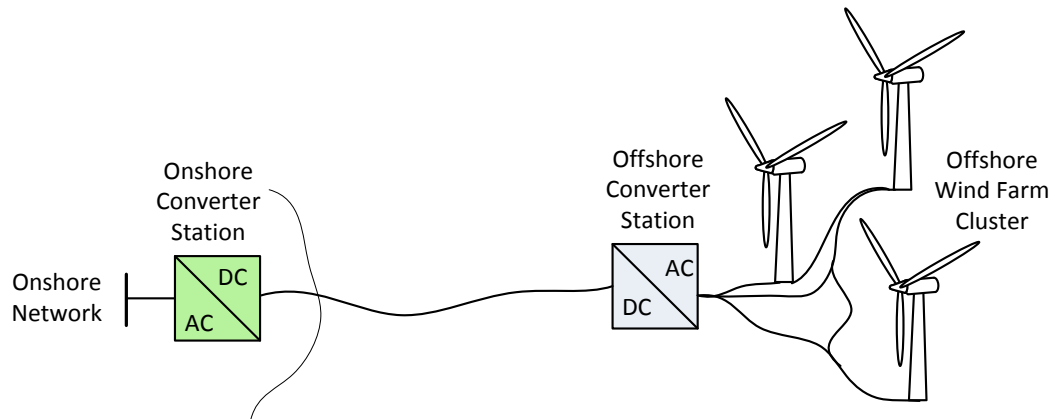 Onshore
Network
Onshore
Converter
Station
DC
AC
Offshore
Converter
Station
AC
DC
Offshore
Wind Farm
Cluster